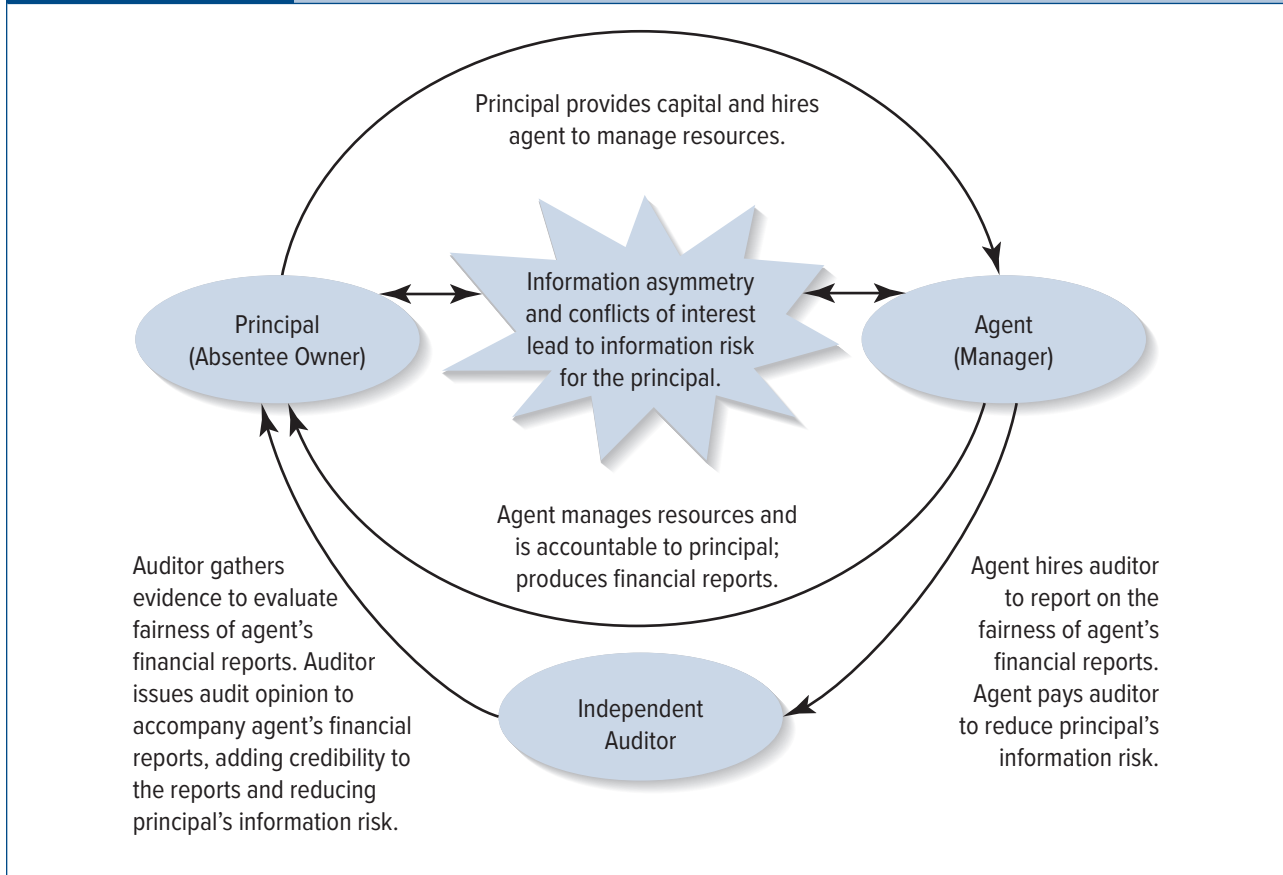 Principal provides capital and hires
agent to manage resources.
Information asymmetry
and conflicts of interest
lead to information risk
for the principal.
Principal
(Absentee Owner)
Agent
(Manager)
Agent manages resources and
is accountable to principal;
produces financial reports.
Auditor gathers
evidence to evaluate
fairness of agent’s
financial reports. Auditor
issues audit opinion to
accompany agent’s financial
reports, adding credibility to
the reports and reducing
principal’s information risk.
Independent
Auditor
Agent hires auditor
to report on the
fairness of agent’s
financial reports.
Agent pays auditor
to reduce principal’s
information risk.